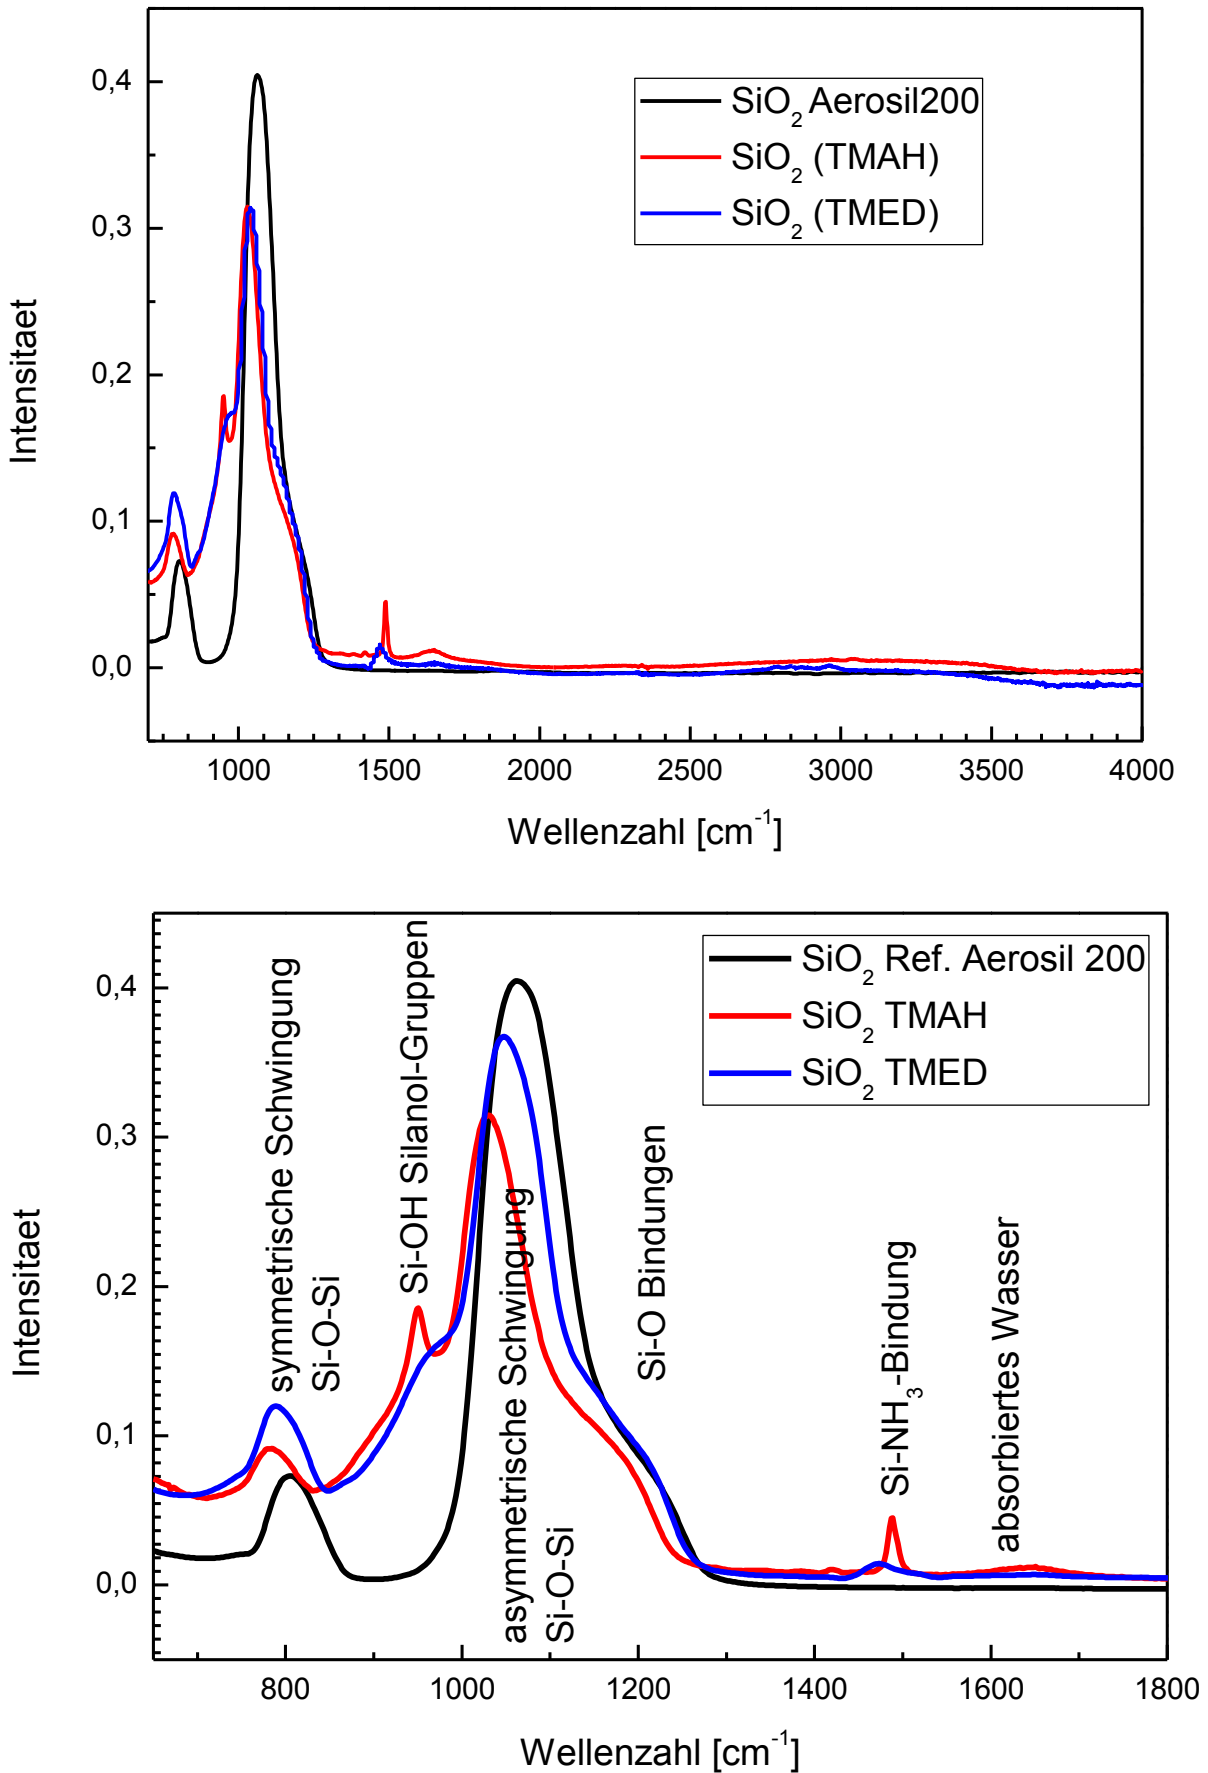 0,4
0,3
0,2
0,1
0,0
Intensitaet
SiO₂ Aerosil200
SiO₂ (TMAH)
SiO₂ (TMED)
1000 1500 2000 2500 3000 3500 4000
Wellenzahl [cm⁻¹]
0,4
0,3
0,2
0,1
0,0
Intensitaet
SiO₂ Ref. Aerosil 200
SiO₂ TMAH
SiO₂ TMED
symmetrische Schwingung
Si-O-Si
Si-OH Silanol-Gruppen
asymmetrische Schwingung
Si-O-Si
Si-O Bindungen
Si-NH₃-Bindung
absorbiertes Wasser
800 1000 1200 1400 1600 1800
Wellenzahl [cm⁻¹]